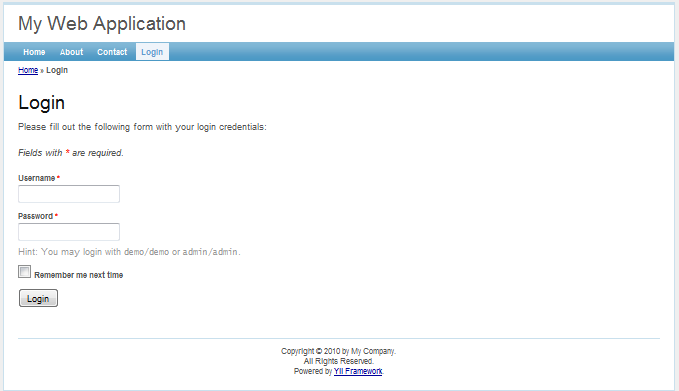 My Web Application
Home About Contact Login
Home » Login
Login
Please fill out the following form with your login credentials:
Fields with * are required.
Username *
Password *
Hint: You may login with demo/demo or admin/admin.
Remember me next time
Login
Copyright © 2010 by My Company.
All Rights Reserved.
Powered by Yii Framework.